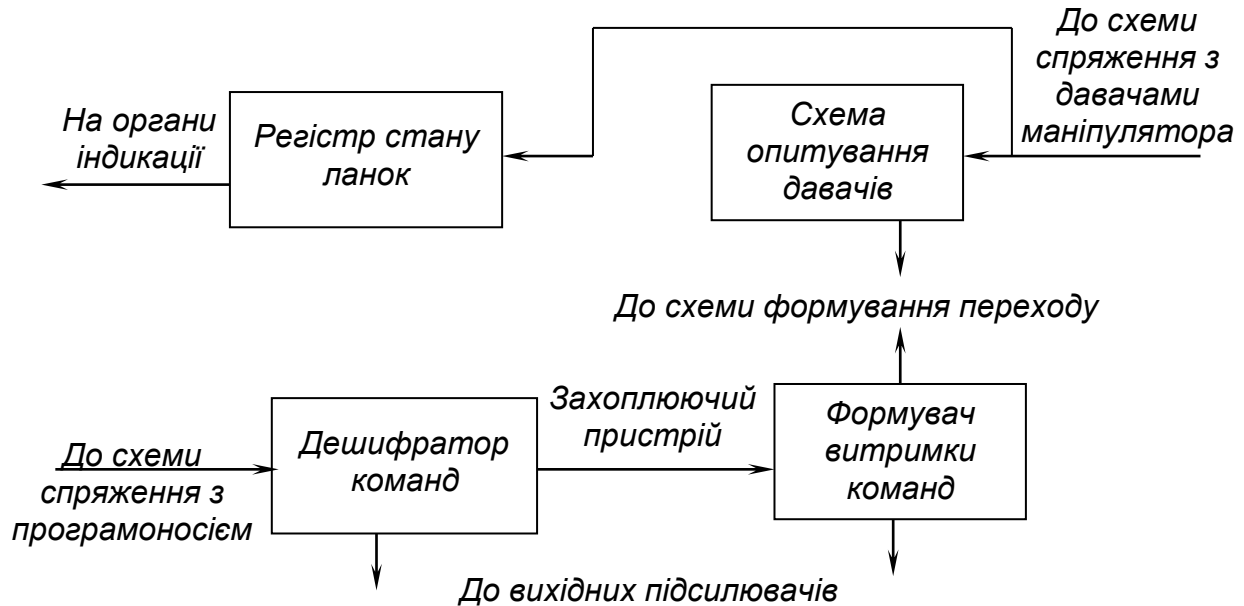 До схеми
спряження з
давачами
маніпулятора
На органи
індикації
Регістр стану
ланок
Схема
опитування
давачів
До схеми формування переходу
Захоплюючий
пристрій
Формувач
витримки
команд
Дешифратор
команд
До схеми
спряження з
програмоносієм
До вихідних підсилювачів